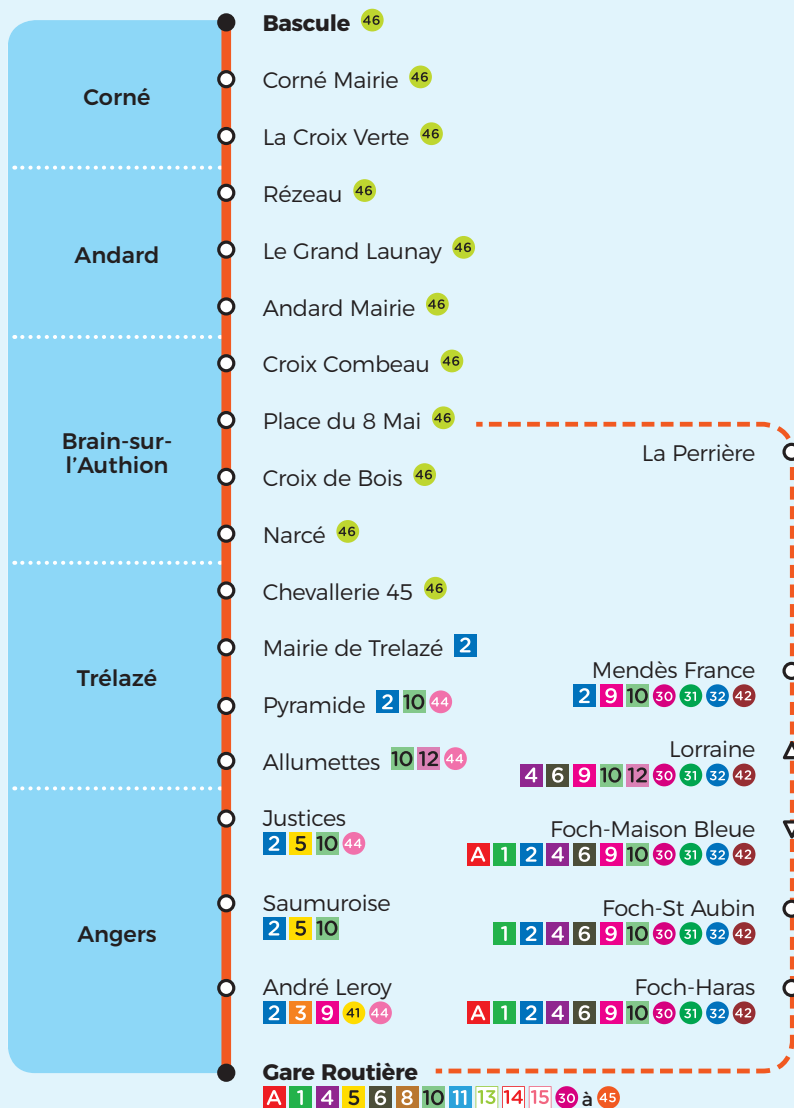 Bascule 46
Corné
Corné Mairie 46
La Croix Verte 46
Andard
Rézeau 46
Le Grand Launay 46
Andard Mairie 46
Brain-sur-
l'Authion
Croix Combeau 46
Place du 8 Mai 46
Croix de Bois 46
Narcé 46
Trélazé
Chevallerie 45 46
Mairie de Trelazé 2
Pyramide 2 10 44
Allumettes 10 12 44
Angers
Justices
2 5 10 44
Saumuroise
2 5 10
André Leroy
2 3 9 41 44
Gare Routière
A 1 4 5 6 8 10 11 13 14 15 30 à 45
La Perrière
Mendès France
2 9 10 30 31 32 42
Lorraine
4 6 9 10 12 30 31 32 42
Foch-Maison Bleue
A 1 2 4 6 9 10 30 31 32 42
Foch-St Aubin
1 2 4 6 9 10 30 31 32 42
Foch-Haras
A 1 2 4 6 9 10 30 31 32 42